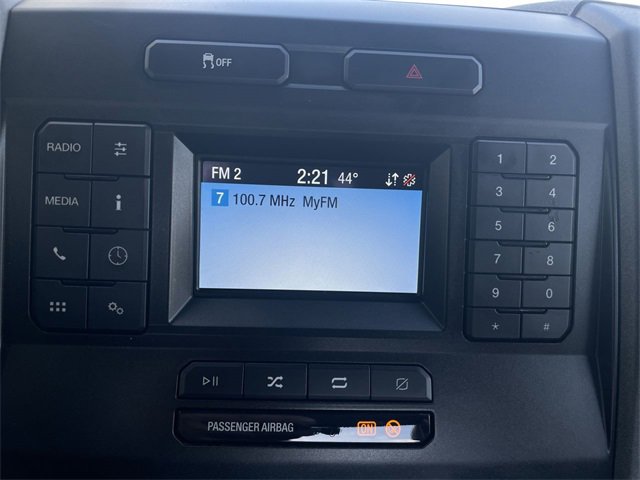 OFF
RADIO
MEDIA
i
FM 2 2:21 44°
7 100.7 MHz MyFM
1 2
3 4
5 6
7 8
9 0
* #
PASSENGER AIRBAG ON